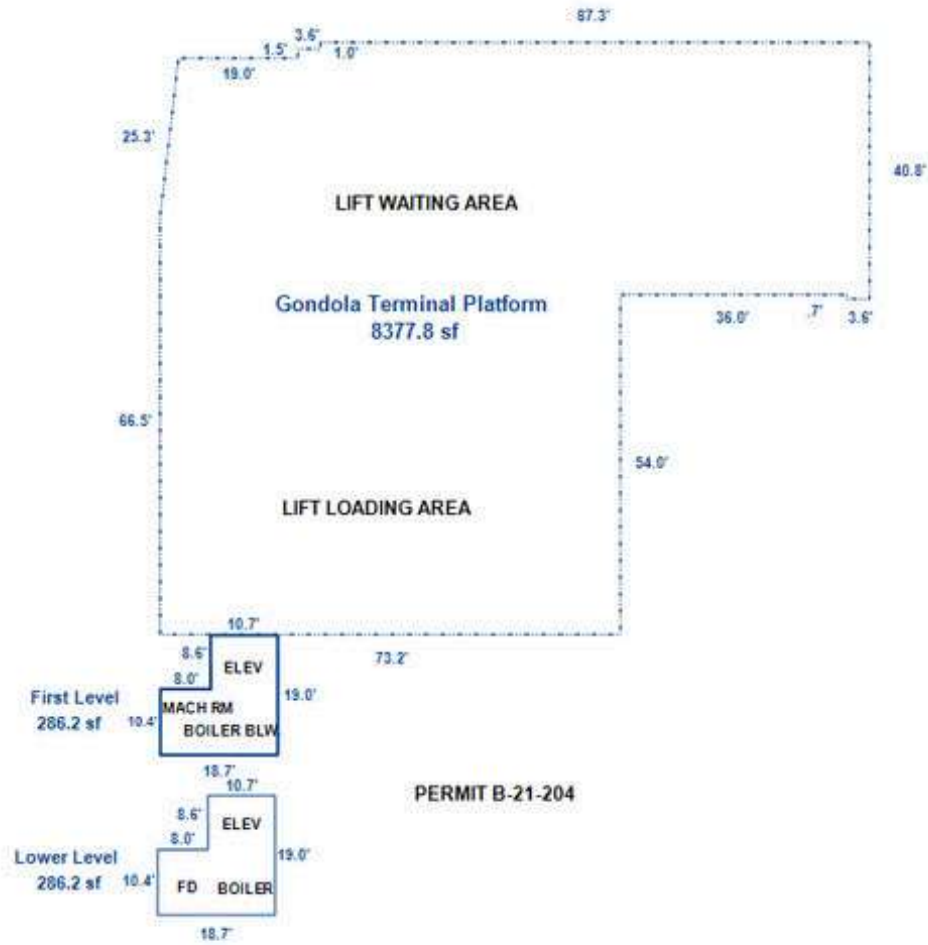 87.3'
3.6'
1.5'
1.0'
19.0'
25.3'
40.8'
LIFT WAITING AREA
Gondola Terminal Platform
8377.8 sf
36.0'
.7'
3.6'
66.5'
54.0'
LIFT LOADING AREA
10.7'
73.2'
8.6'
ELEV
8.0'
19.0'
First Level
286.2 sf
10.4'
MACH RM
BOILER BLW
18.7'
10.7'
PERMIT B-21-204
8.6'
ELEV
8.0'
19.0'
Lower Level
286.2 sf
10.4'
FD
BOILER
18.7'